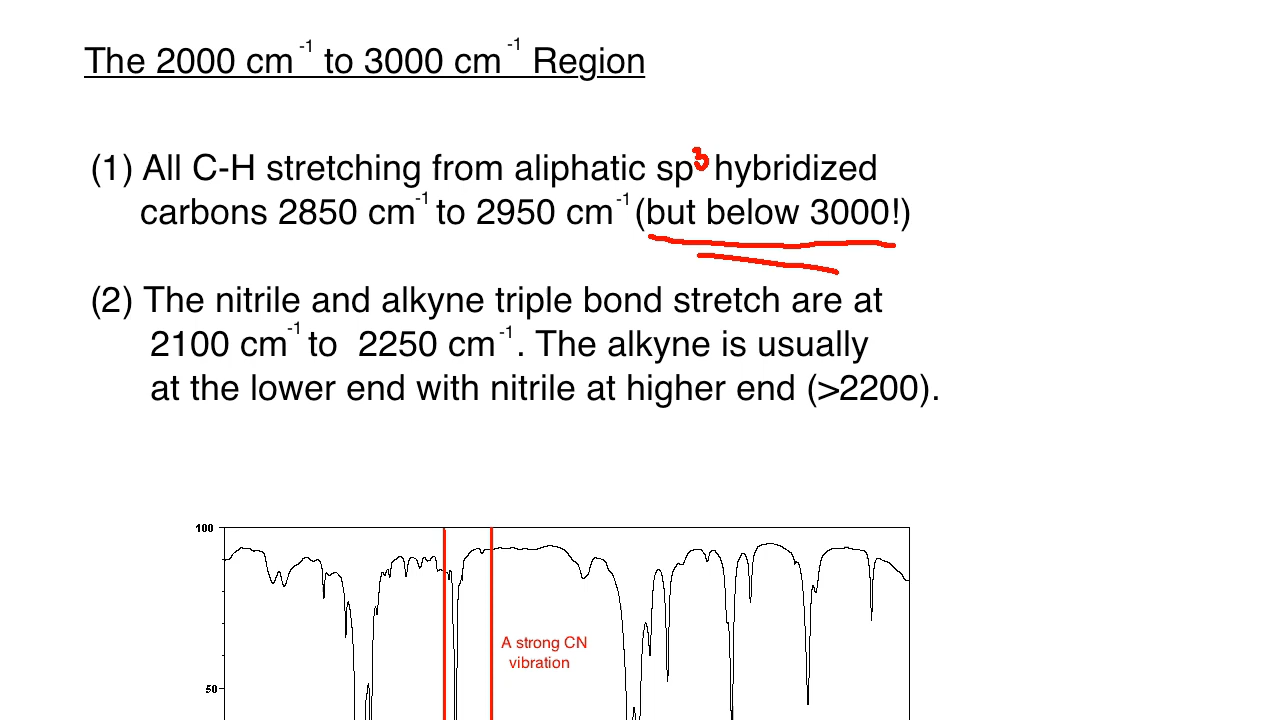 The 2000 cm⁻¹ to 3000 cm⁻¹ Region
(1) All C-H stretching from aliphatic sp³ hybridized
carbons 2850 cm⁻¹ to 2950 cm⁻¹ (but below 3000!)
(2) The nitrile and alkyne triple bond stretch are at
2100 cm⁻¹ to 2250 cm⁻¹. The alkyne is usually
at the lower end with nitrile at higher end (>2200).
100
A strong CN
vibration
50